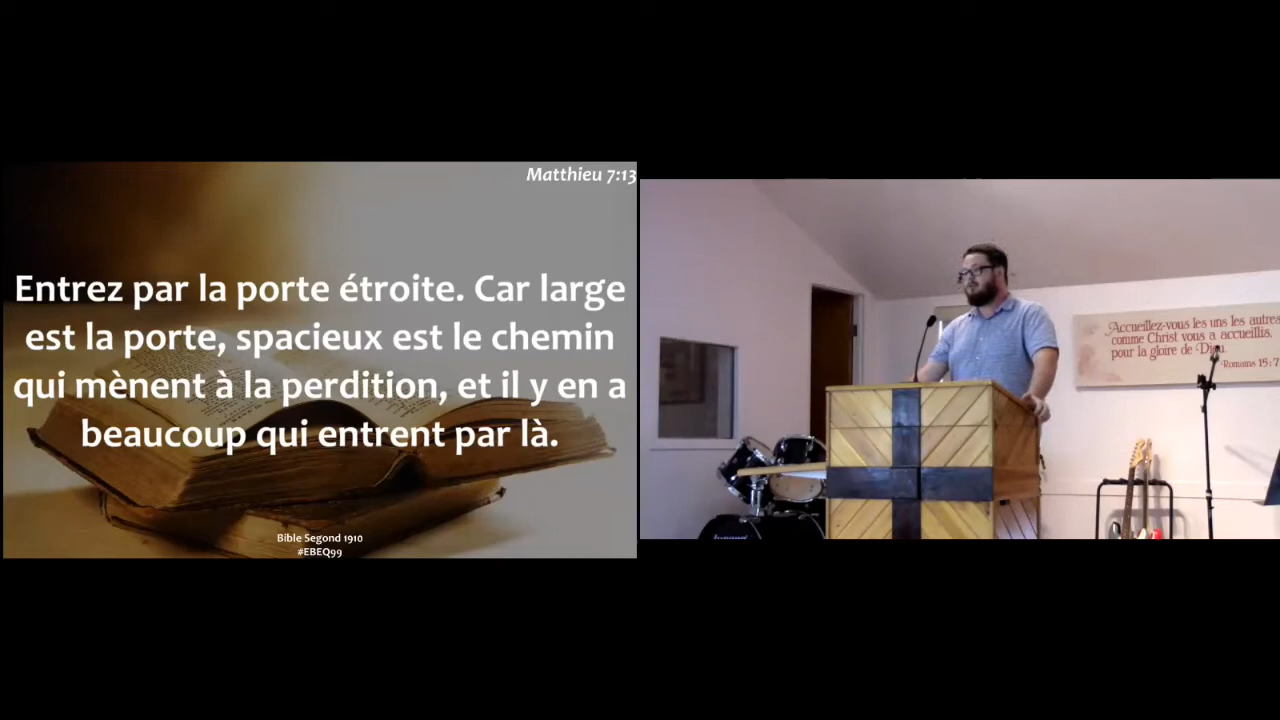 Matthieu 7:13
Entrez par la porte étroite. Car large
est la porte, spacieux est le chemin
qui mènent à la perdition, et il y en a
beaucoup qui entrent par là.
Bible Segond 1910
#EBEQ99
Accueillez-vous les uns les autres
comme Christ vous a accueillis,
pour la gloire de Dieu.
Romains 15:7